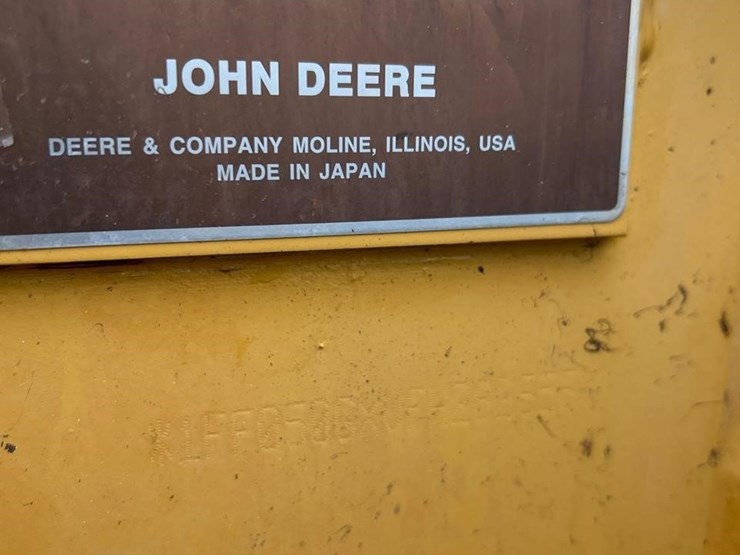 JOHN DEERE
DEERE & COMPANY MOLINE, ILLINOIS, USA
MADE IN JAPAN